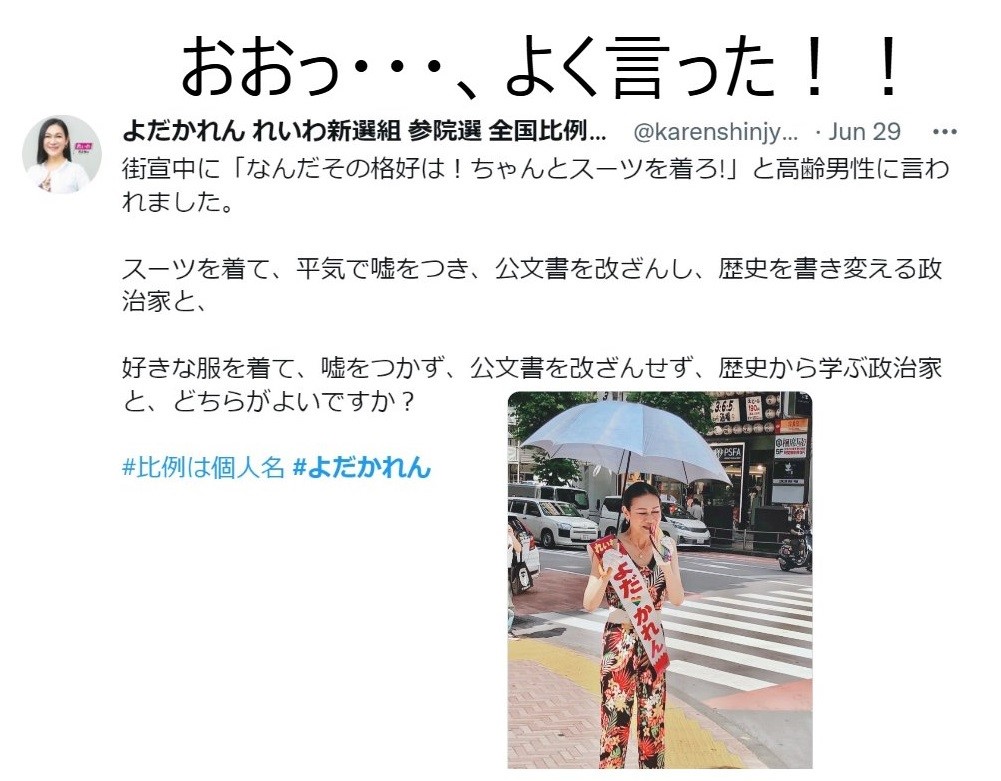 おおっ・・・、よく言った！！
よだかれん れいわ新選組 参院選 全国比例... @karenshinjy... · Jun 29 •••
街宣中に「なんだその格好は！ちゃんとスーツを着ろ!」と高齢男性に言わ
れました。
スーツを着て、平気で嘘をつき、公文書を改ざんし、歴史を書き変える政
治家と、
好きな服を着て、嘘をつかず、公文書を改ざんせず、歴史から学ぶ政治家
と、どちらがよいですか？
#比例は個人名 #よだかれん
PSFA
れいわ
よだ
かれん